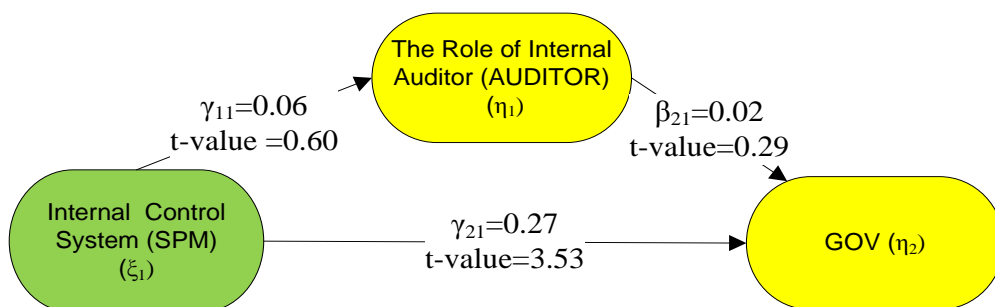 The Role of Internal
Auditor (AUDITOR)
(η₁)
γ₁₁=0.06
t-value =0.60
β₂₁=0.02
t-value=0.29
Internal Control
System (SPM)
(ξ₁)
γ₂₁=0.27
t-value=3.53
GOV (η₂)